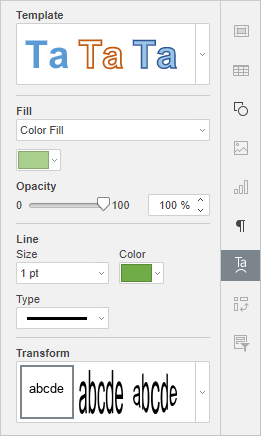 Template
Ta Ta Ta
Fill
Color Fill
Opacity
0 100 100 %
Line
Size Color
1 pt
Type
Transform
abcde abcde abcde
¶
Ta